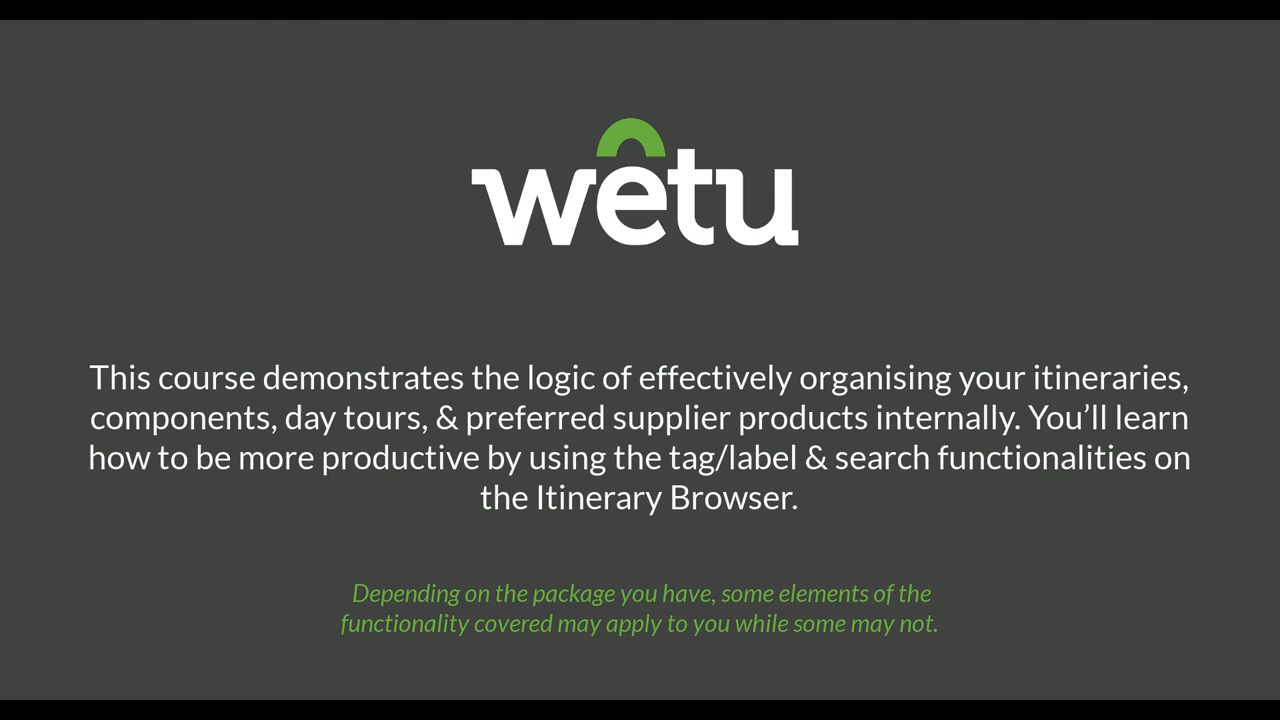 wetu
This course demonstrates the logic of effectively organising your itineraries,
components, day tours, & preferred supplier products internally. You’ll learn
how to be more productive by using the tag/label & search functionalities on
the Itinerary Browser.
Depending on the package you have, some elements of the
functionality covered may apply to you while some may not.